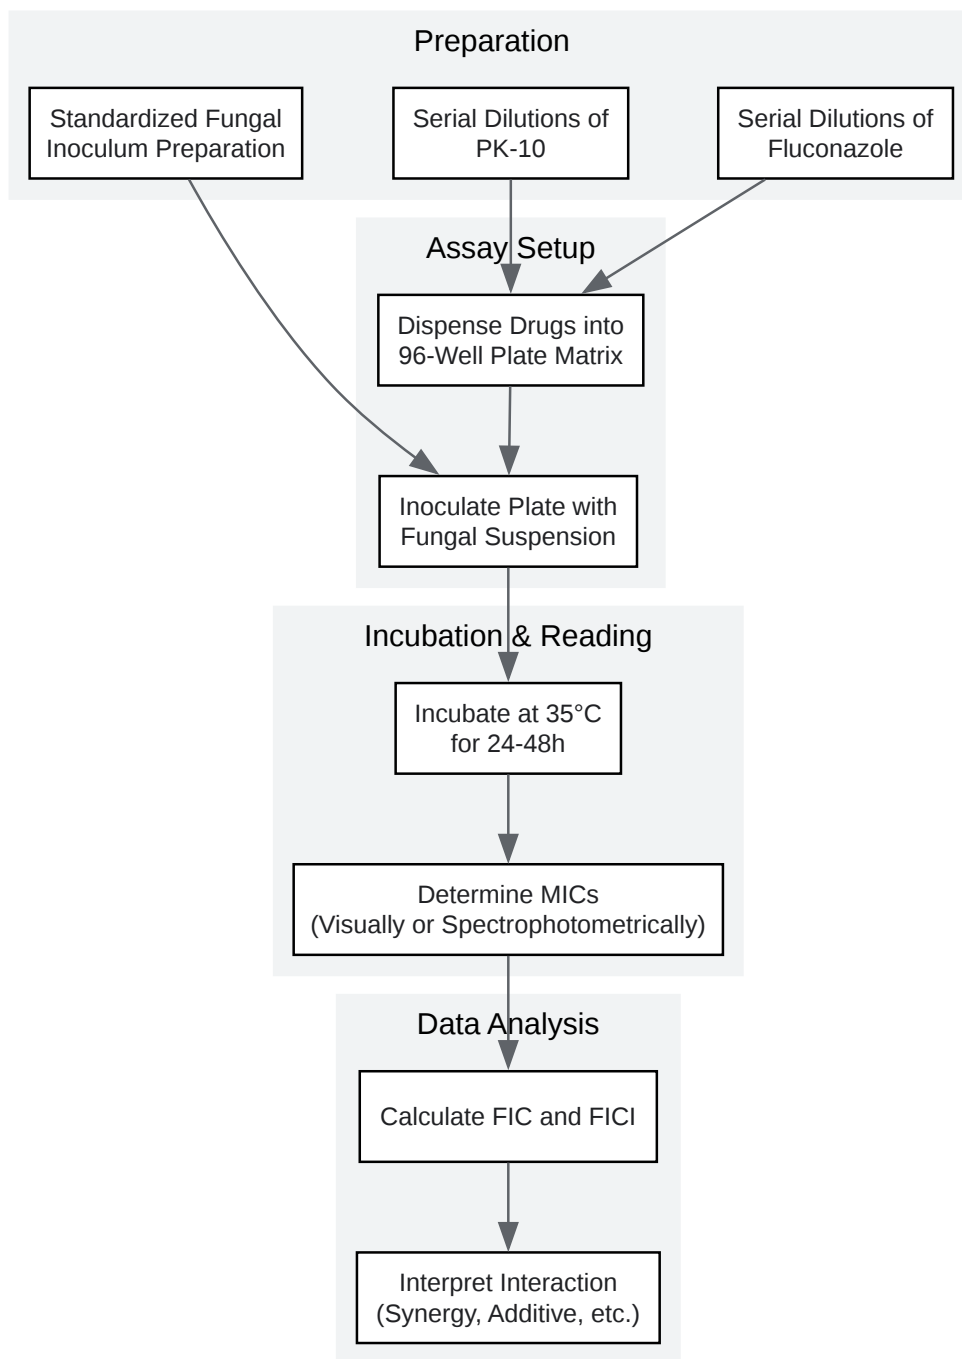 Preparation
Standardized Fungal
Inoculum Preparation
Serial Dilutions of
PK-10
Serial Dilutions of
Fluconazole
Assay Setup
Dispense Drugs into
96-Well Plate Matrix
Inoculate Plate with
Fungal Suspension
Incubation & Reading
Incubate at 35°C
for 24-48h
Determine MICs
(Visually or Spectrophotometrically)
Data Analysis
Calculate FIC and FICI
Interpret Interaction
(Synergy, Additive, etc.)